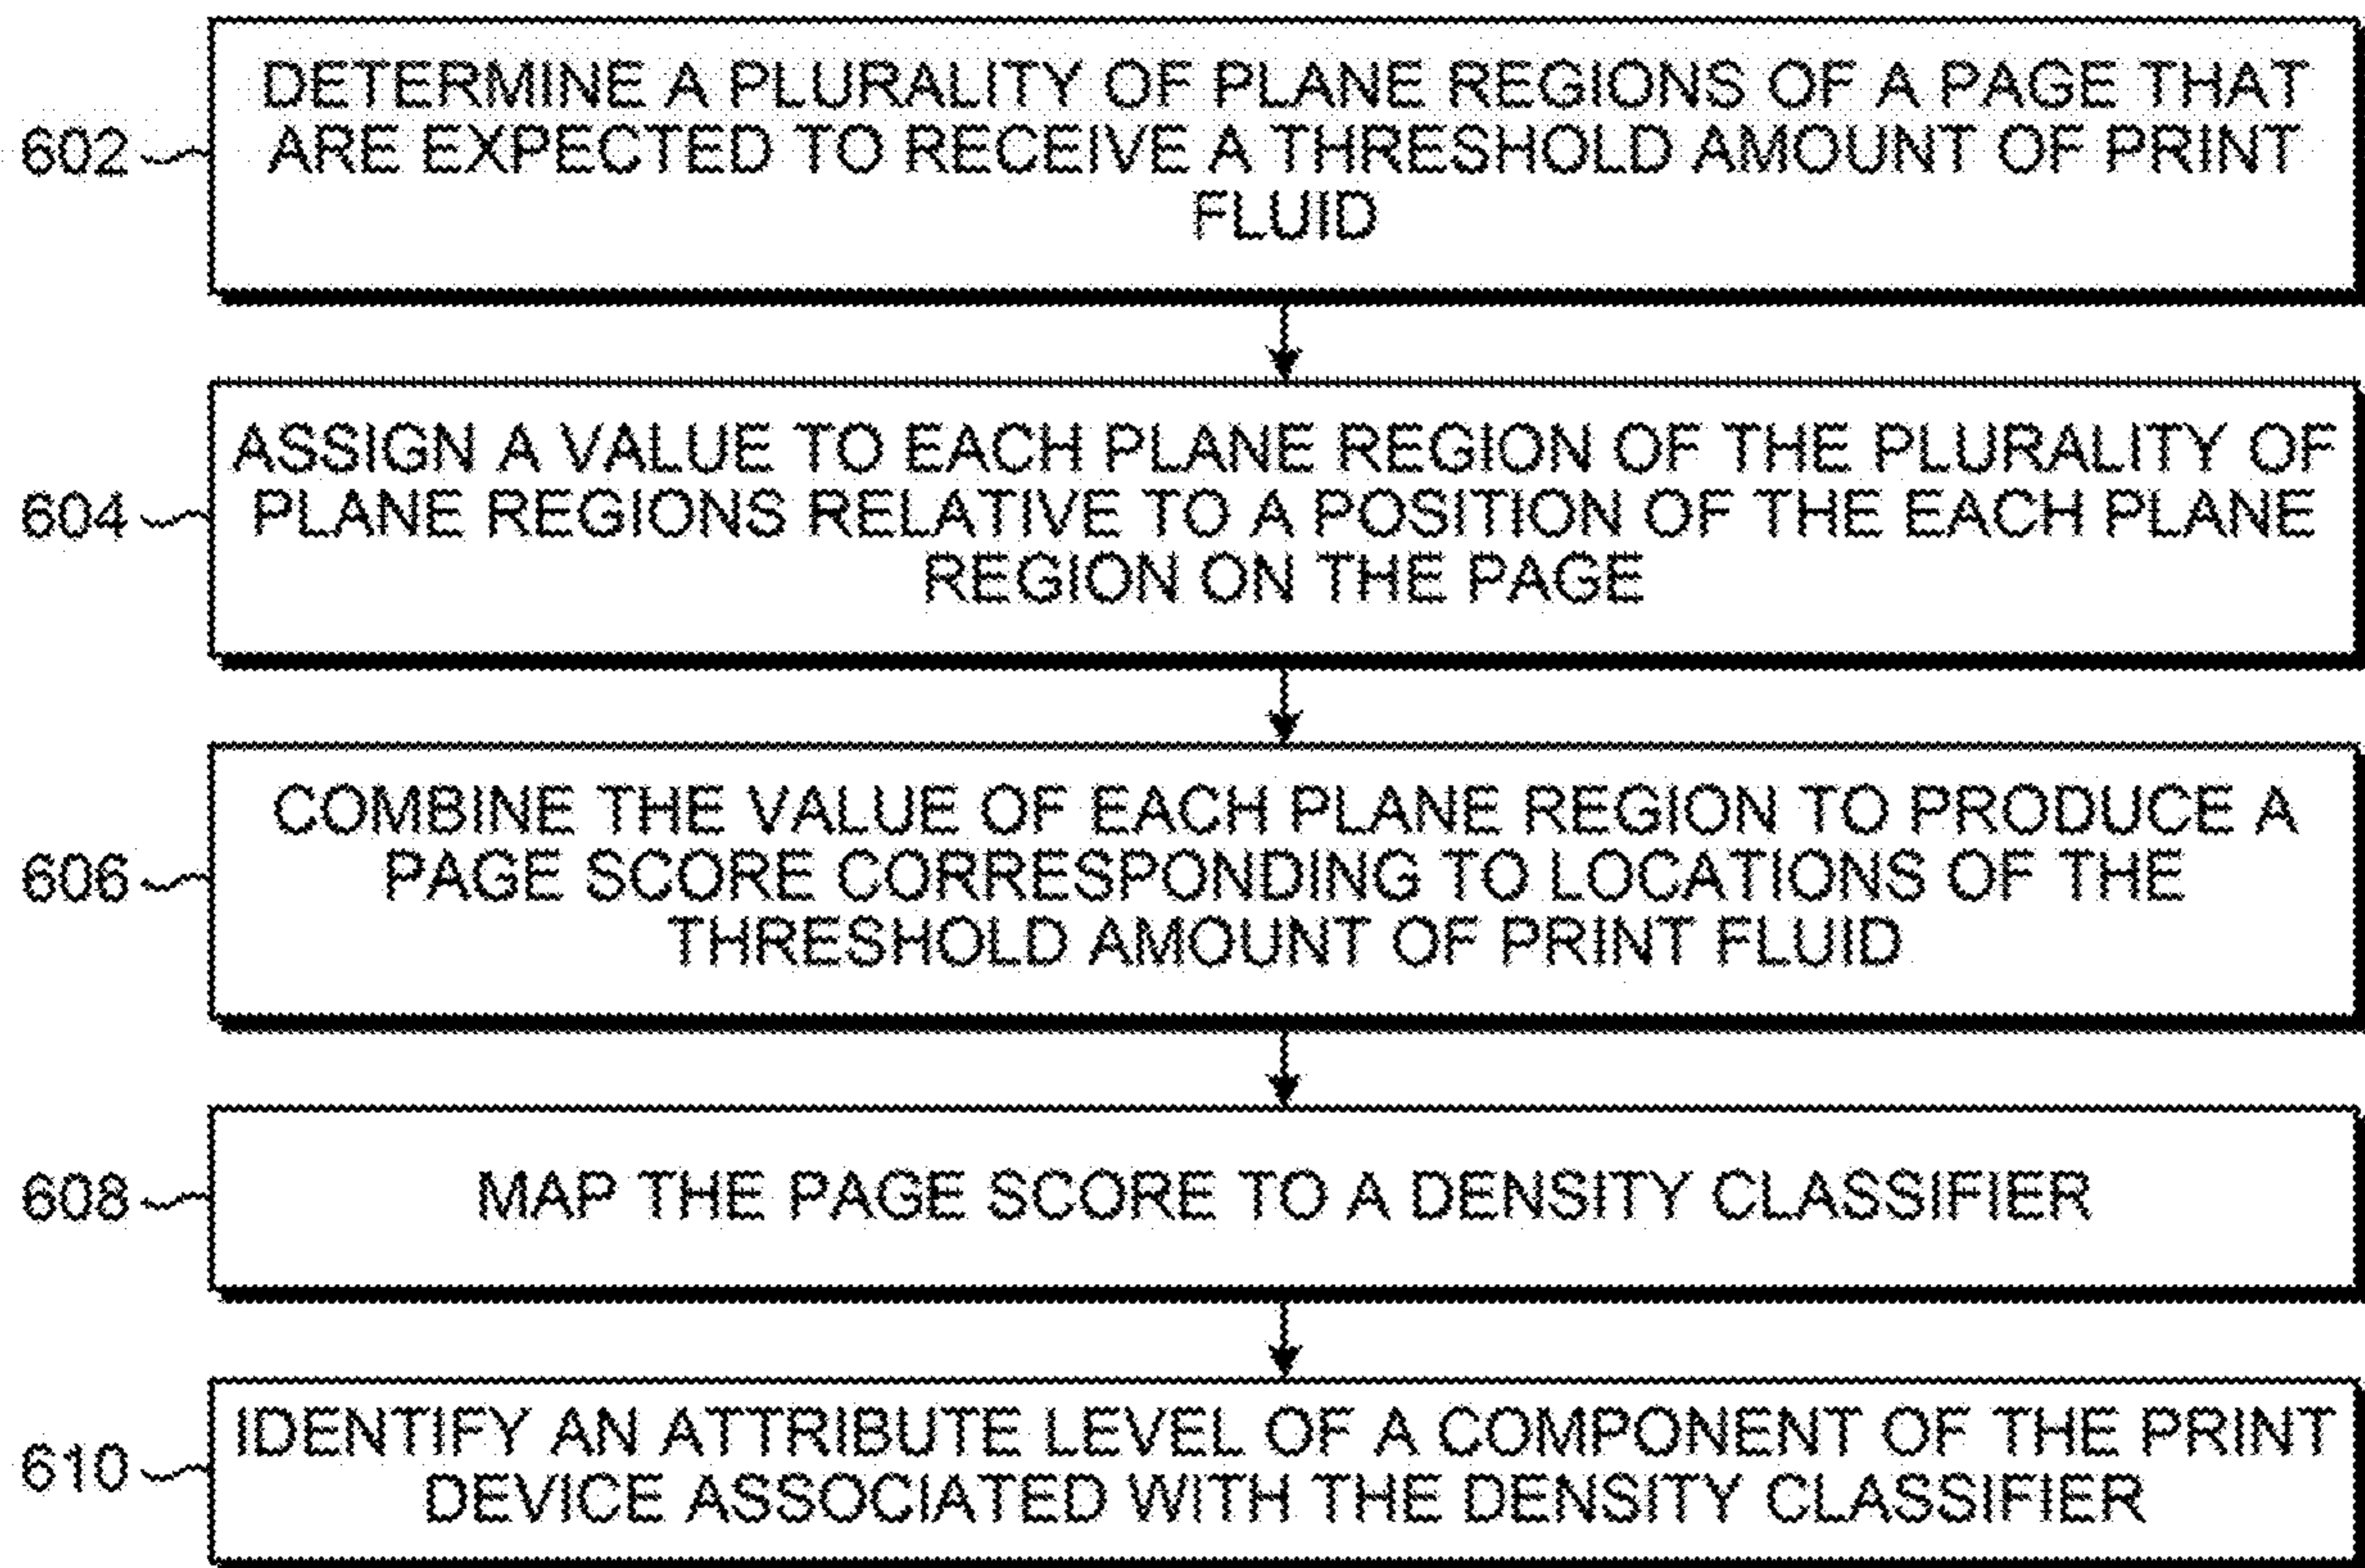 DETERMINE A PLURALITY OF PLANE REGIONS OF A PAGE THAT
602 ARE EXPECTED TO RECEIVE A THRESHOLD AMOUNT OF PRINT
FLUID
ASSIGN A VALUE TO EACH PLANE REGION OF THE PLURALITY OF
604 PLANE REGIONS RELATIVE TO A POSITION OF THE EACH PLANE
REGION ON THE PAGE
COMBINE THE VALUE OF EACH PLANE REGION TO PRODUCE A
606 PAGE SCORE CORRESPONDING TO LOCATIONS OF THE
THRESHOLD AMOUNT OF PRINT FLUID
608 MAP THE PAGE SCORE TO A DENSITY CLASSIFIER
IDENTIFY AN ATTRIBUTE LEVEL OF A COMPONENT OF THE PRINT
610 DEVICE ASSOCIATED WITH THE DENSITY CLASSIFIER